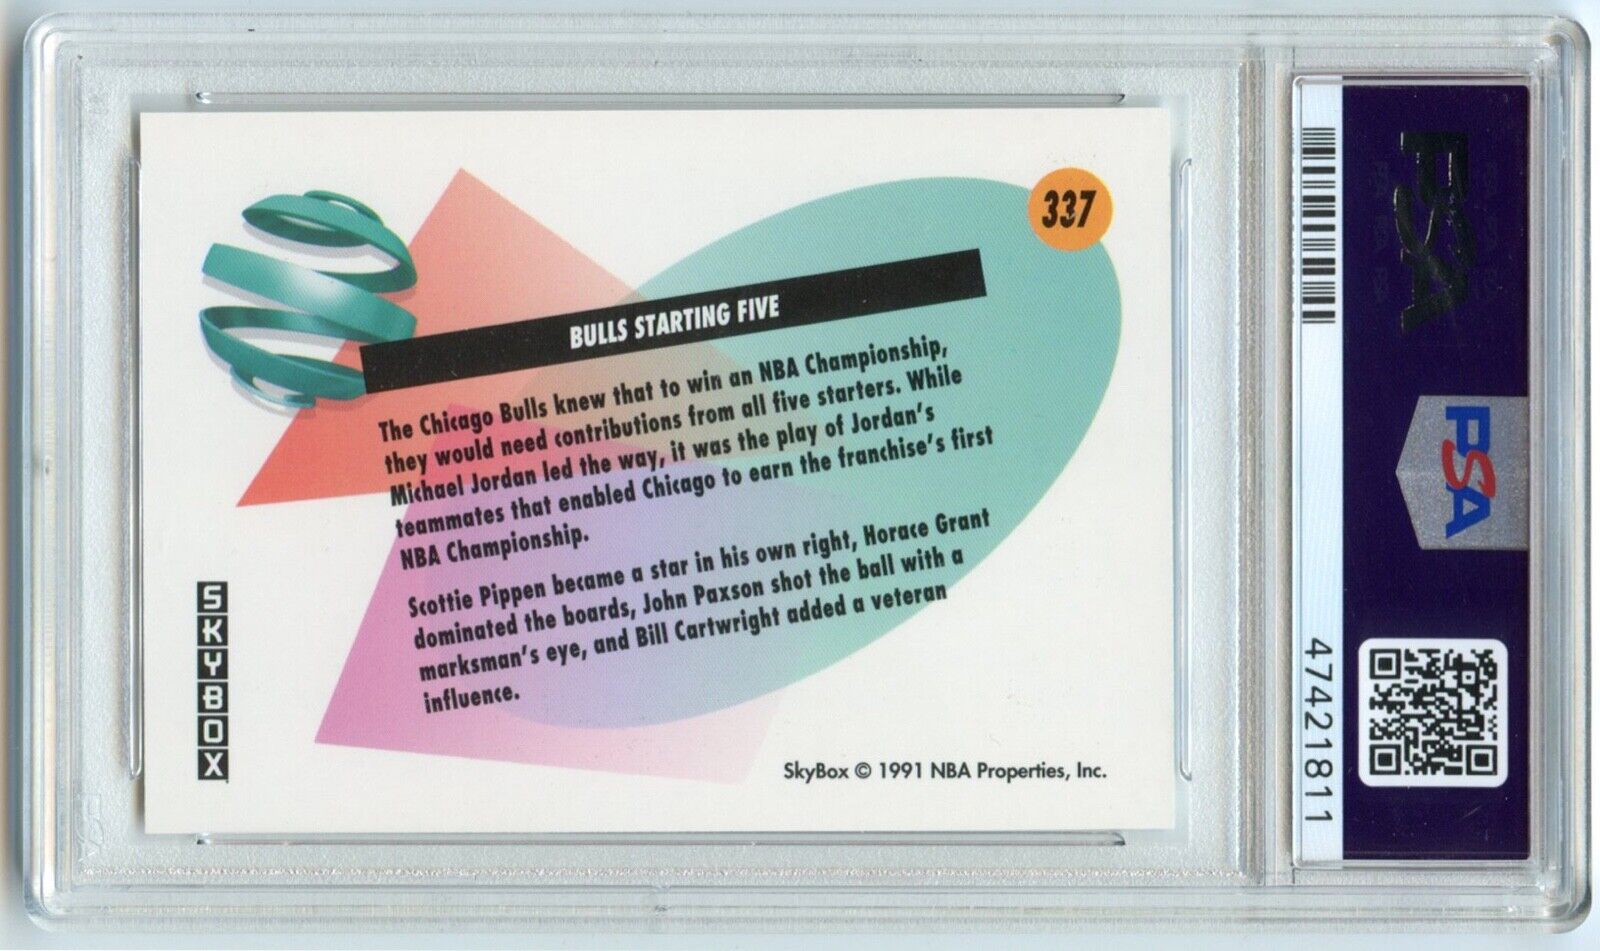 337
BULLS STARTING FIVE
The Chicago Bulls knew that to win an NBA Championship,
they would need contributions from all five starters. While
Michael Jordan led the way, it was the play of Jordan's
teammates that enabled Chicago to earn the franchise's first
NBA Championship.
Scottie Pippen became a star in his own right, Horace Grant
dominated the boards, John Paxson shot the ball with a
marksman's eye, and Bill Cartwright added a veteran
influence.
SKYBOX
SkyBox © 1991 NBA Properties, Inc.
PSA
PSA
47421811